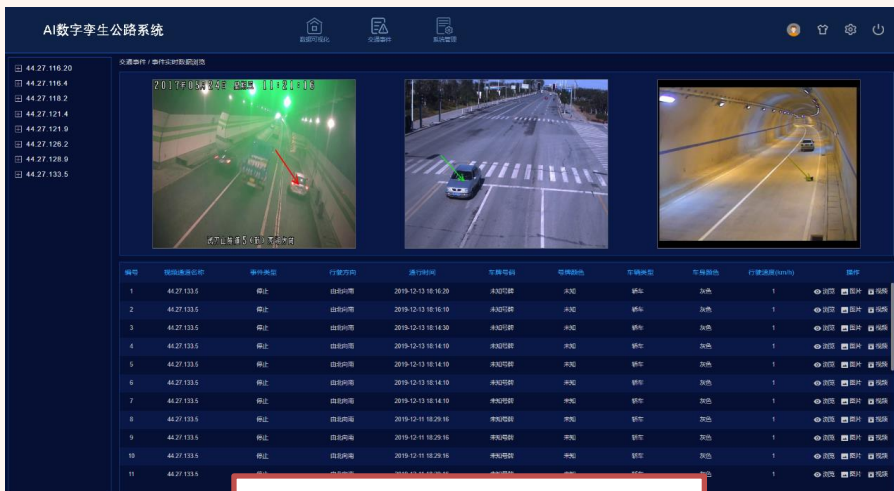 AI数字孪生公路系统
数据可视化 交通事件 系统管理
交通事件 / 事件实时数据浏览
44.27.116.20
44.27.116.4
44.27.118.2
44.27.121.4
44.27.121.9
44.27.126.2
44.27.128.9
44.27.133.5
编号 视频通道名称 事件类型 行驶方向 通行时间 车牌号码 号牌颜色 车辆类型 车身颜色 行驶速度(km/h) 操作
1 44.27.133.5 停止 由北向南 2019-12-13 18:16:20 未知号牌 未知 轿车 灰色 1 浏览 图片 视频
2 44.27.133.5 停止 由北向南 2019-12-13 18:16:10 未知号牌 未知 轿车 灰色 1 浏览 图片 视频
3 44.27.133.5 停止 由北向南 2019-12-13 18:14:30 未知号牌 未知 轿车 灰色 1 浏览 图片 视频
4 44.27.133.5 停止 由北向南 2019-12-13 18:14:10 未知号牌 未知 轿车 灰色 1 浏览 图片 视频
5 44.27.133.5 停止 由北向南 2019-12-13 18:14:10 未知号牌 未知 轿车 灰色 1 浏览 图片 视频
6 44.27.133.5 停止 由北向南 2019-12-13 18:14:10 未知号牌 未知 轿车 灰色 1 浏览 图片 视频
7 44.27.133.5 停止 由北向南 2019-12-13 18:14:10 未知号牌 未知 轿车 灰色 1 浏览 图片 视频
8 44.27.133.5 停止 由北向南 2019-12-11 18:29:16 未知号牌 未知 轿车 灰色 1 浏览 图片 视频
9 44.27.133.5 停止 由北向南 2019-12-11 18:29:16 未知号牌 未知 轿车 灰色 1 浏览 图片 视频
10 44.27.133.5 停止 由北向南 2019-12-11 18:29:16 未知号牌 未知 轿车 灰色 1 浏览 图片 视频
11 44.27.133.5 1 浏览 图片 视频